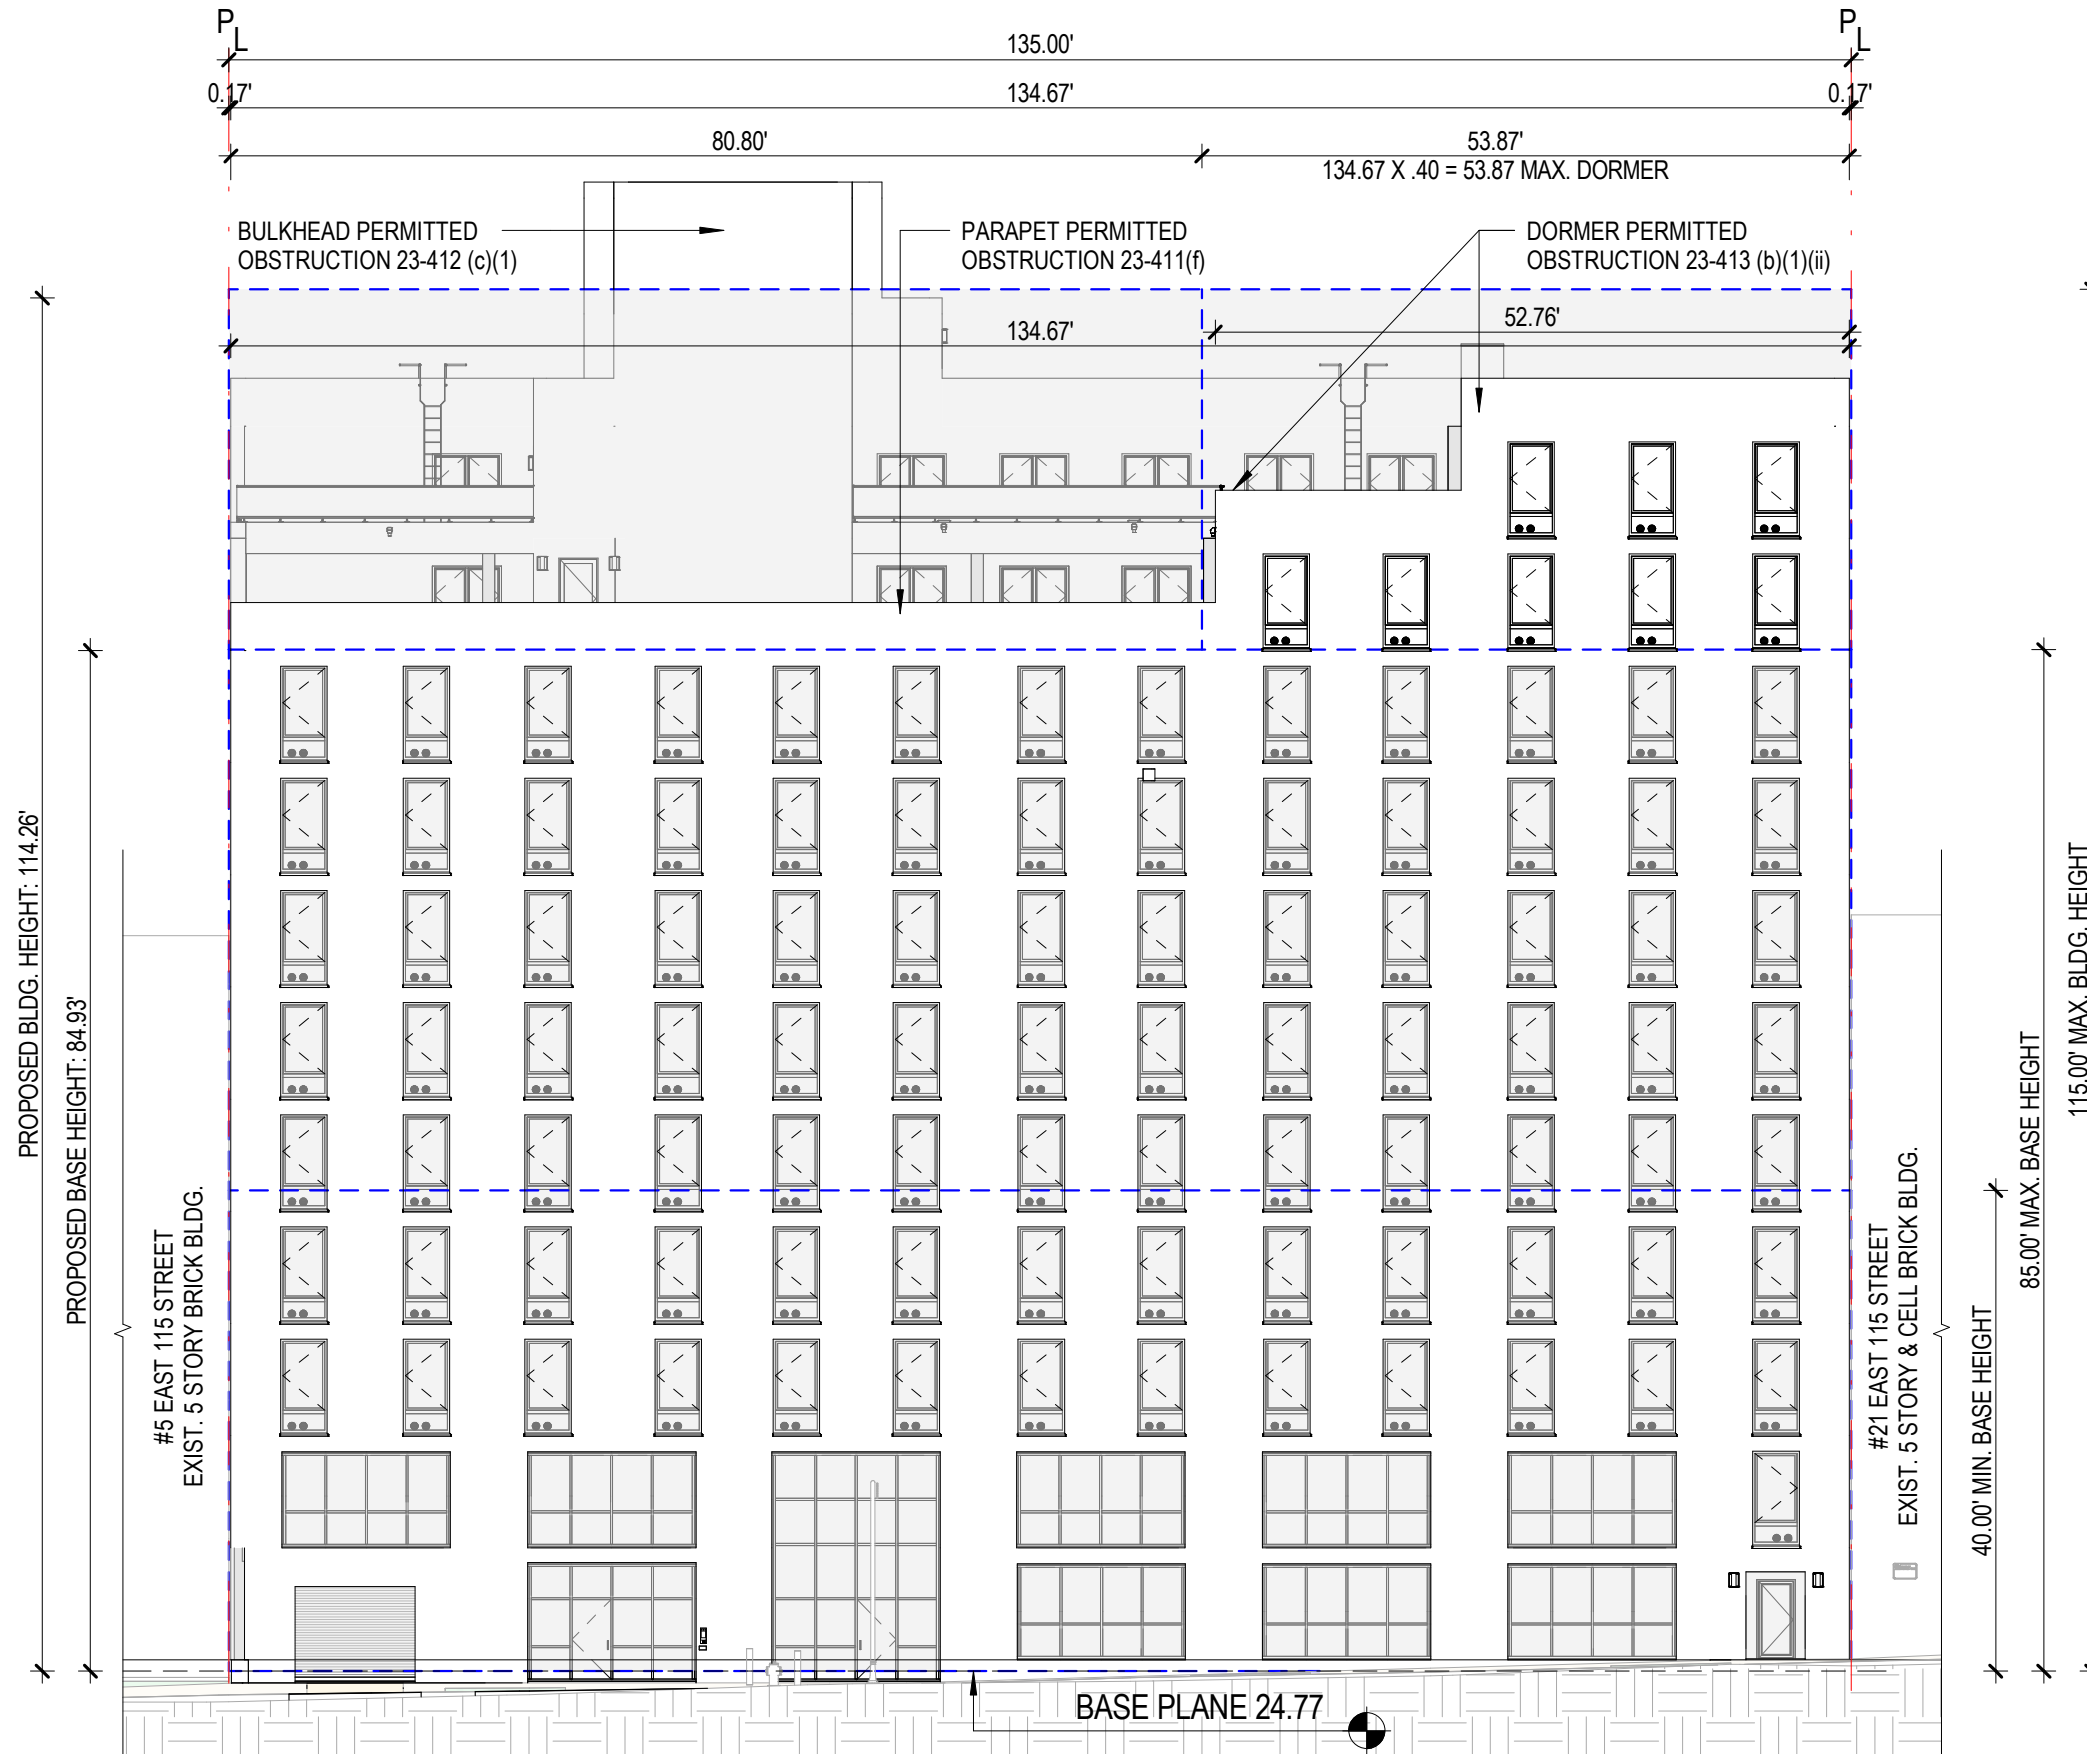 PL
PL
135.00'
0.17'
134.67'
0.17'
80.80'
53.87'
134.67 X .40 = 53.87 MAX. DORMER
BULKHEAD PERMITTED
OBSTRUCTION 23-412 (c)(1)
PARAPET PERMITTED
OBSTRUCTION 23-411(f)
DORMER PERMITTED
OBSTRUCTION 23-413 (b)(1)(ii)
134.67'
52.76'
PROPOSED BLDG. HEIGHT: 114.26'
PROPOSED BASE HEIGHT: 84.93'
#5 EAST 115 STREET
EXIST. 5 STORY BRICK BLDG.
#21 EAST 115 STREET
EXIST. 5 STORY & CELL BRICK BLDG.
40.00' MIN. BASE HEIGHT
85.00' MAX. BASE HEIGHT
115.00' MAX. BLDG. HEIGHT
BASE PLANE 24.77